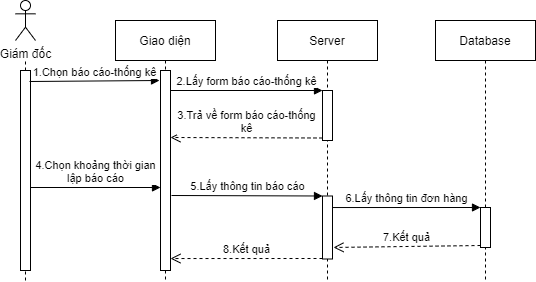 Giám đốc
Giao diện
Server
Database
1.Chọn báo cáo-thống kê
2.Lấy form báo cáo-thống kê
3.Trả về form báo cáo-thống
kê
4.Chọn khoảng thời gian
lập báo cáo
5.Lấy thông tin báo cáo
6.Lấy thông tin đơn hàng
7.Kết quả
8.Kết quả